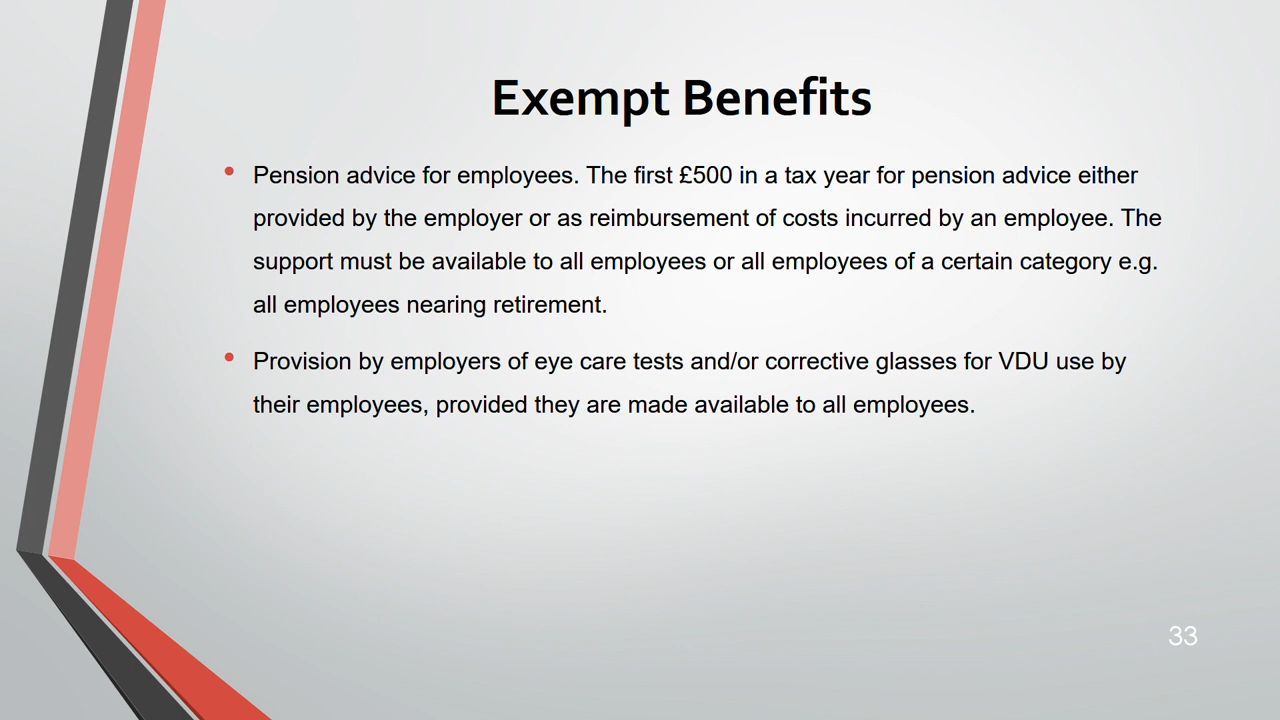 Exempt Benefits
• Pension advice for employees. The first £500 in a tax year for pension advice either
provided by the employer or as reimbursement of costs incurred by an employee. The
support must be available to all employees or all employees of a certain category e.g.
all employees nearing retirement.
• Provision by employers of eye care tests and/or corrective glasses for VDU use by
their employees, provided they are made available to all employees.
33